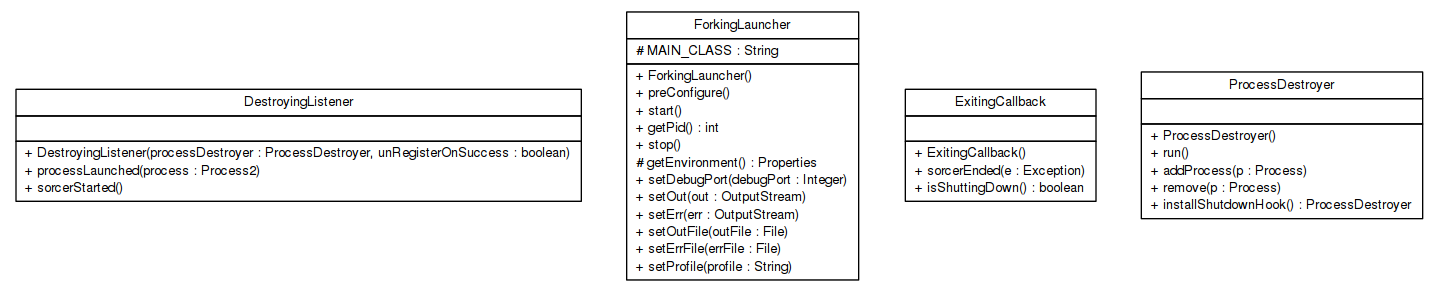 DestroyingListener
+ DestroyingListener(processDestroyer : ProcessDestroyer, unRegisterOnSuccess : boolean)
+ processLaunched(process : Process2)
+ sorcerStarted()
ForkingLauncher
# MAIN_CLASS : String
+ ForkingLauncher()
+ preConfigure()
+ start()
+ getPid() : int
+ stop()
# getEnvironment() : Properties
+ setDebugPort(debugPort : Integer)
+ setOut(out : OutputStream)
+ setErr(err : OutputStream)
+ setOutFile(outFile : File)
+ setErrFile(errFile : File)
+ setProfile(profile : String)
ExitingCallback
+ ExitingCallback()
+ sorcerEnded(e : Exception)
+ isShuttingDown() : boolean
ProcessDestroyer
+ ProcessDestroyer()
+ run()
+ addProcess(p : Process)
+ remove(p : Process)
+ installShutdownHook() : ProcessDestroyer